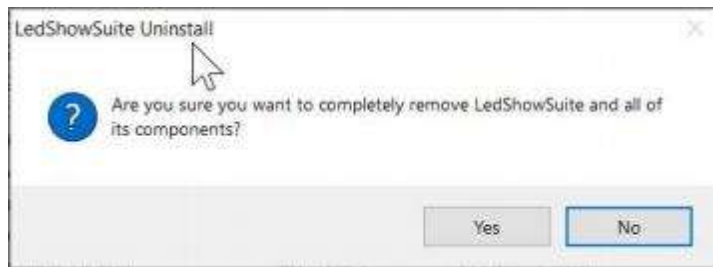 LedShowSuite Uninstall
Are you sure you want to completely remove LedShowSuite and all of
its components?
Yes
No